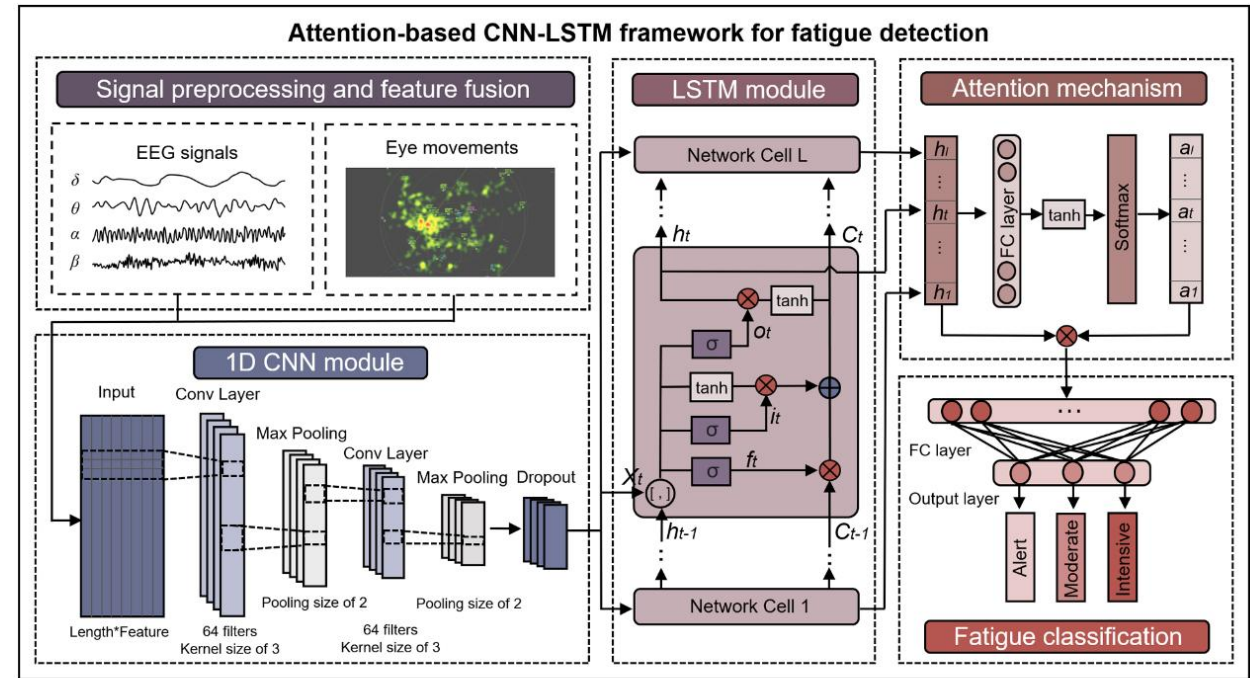 Attention-based CNN-LSTM framework for fatigue detection
Signal preprocessing and feature fusion
EEG signals
δ
θ
α
β
Eye movements
1D CNN module
Input
Conv Layer
Max Pooling
Conv Layer
Max Pooling
Dropout
Length*Feature
64 filters
Kernel size of 3
Pooling size of 2
64 filters
Kernel size of 3
Pooling size of 2
LSTM module
Network Cell L
ht
Ct
tanh
ot
σ
tanh
it
σ
σ
ft
Xt
[ , ]
ht-1
Ct-1
Network Cell 1
Attention mechanism
hl
⋮
ht
⋮
h1
FC layer
tanh
Softmax
al
⋮
at
⋮
a1
...
FC layer
Output layer
Alert
Moderate
Intensive
Fatigue classification